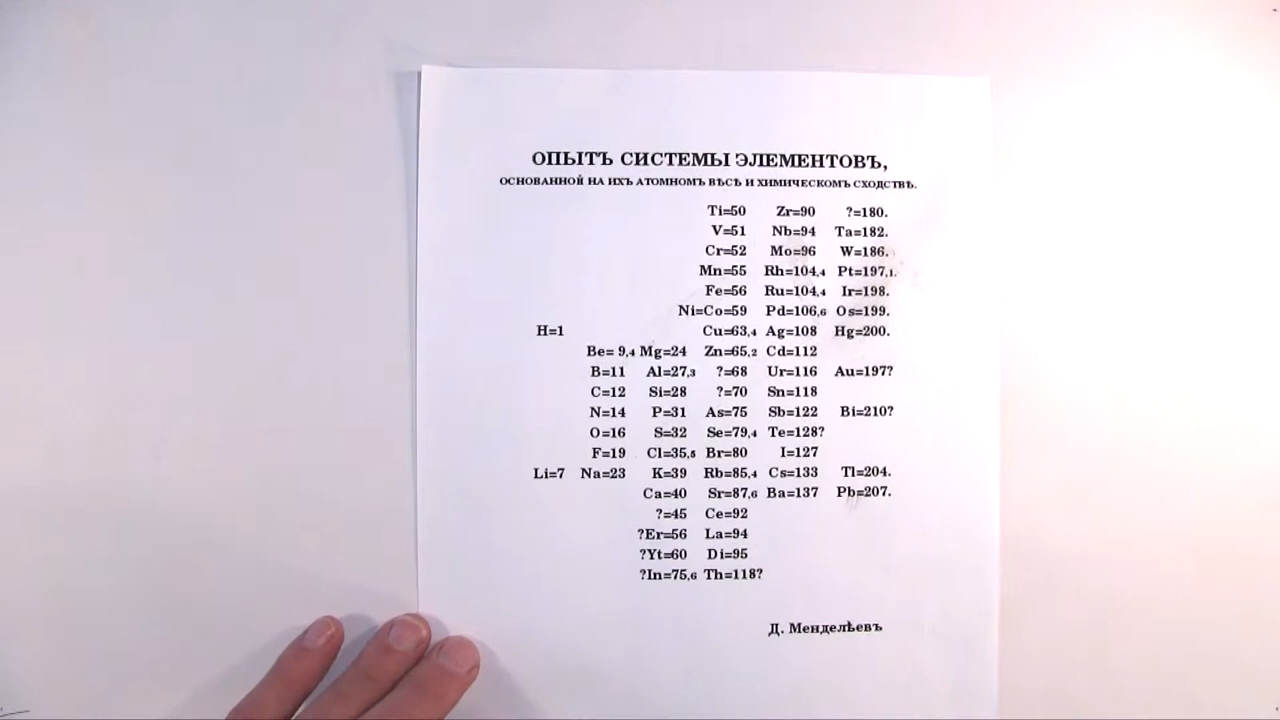 ОПЫТЪ СИСТЕМЫ ЭЛЕМЕНТОВЪ,
ОСНОВАННОЙ НА ИХЪ АТОМНОМЪ ВѢСѢ И ХИМИЧЕСКОМЪ СХОДСТВѢ.
Ti=50 Zr=90 ?=180.
V=51 Nb=94 Ta=182.
Cr=52 Mo=96 W=186.
Mn=55 Rh=104,4 Pt=197,1.
Fe=56 Ru=104,4 Ir=198.
Ni=Co=59 Pd=106,6 Os=199.
H=1 Cu=63,4 Ag=108 Hg=200.
Be= 9,4 Mg=24 Zn=65,2 Cd=112
B=11 Al=27,3 ?=68 Ur=116 Au=197?
C=12 Si=28 ?=70 Sn=118
N=14 P=31 As=75 Sb=122 Bi=210?
O=16 S=32 Se=79,4 Te=128?
F=19 Cl=35,5 Br=80 I=127
Li=7 Na=23 K=39 Rb=85,4 Cs=133 Tl=204.
Ca=40 Sr=87,6 Ba=137 Pb=207.
?=45 Ce=92
?Er=56 La=94
?Yt=60 Di=95
?In=75,6 Th=118?
Д. Менделѣевъ